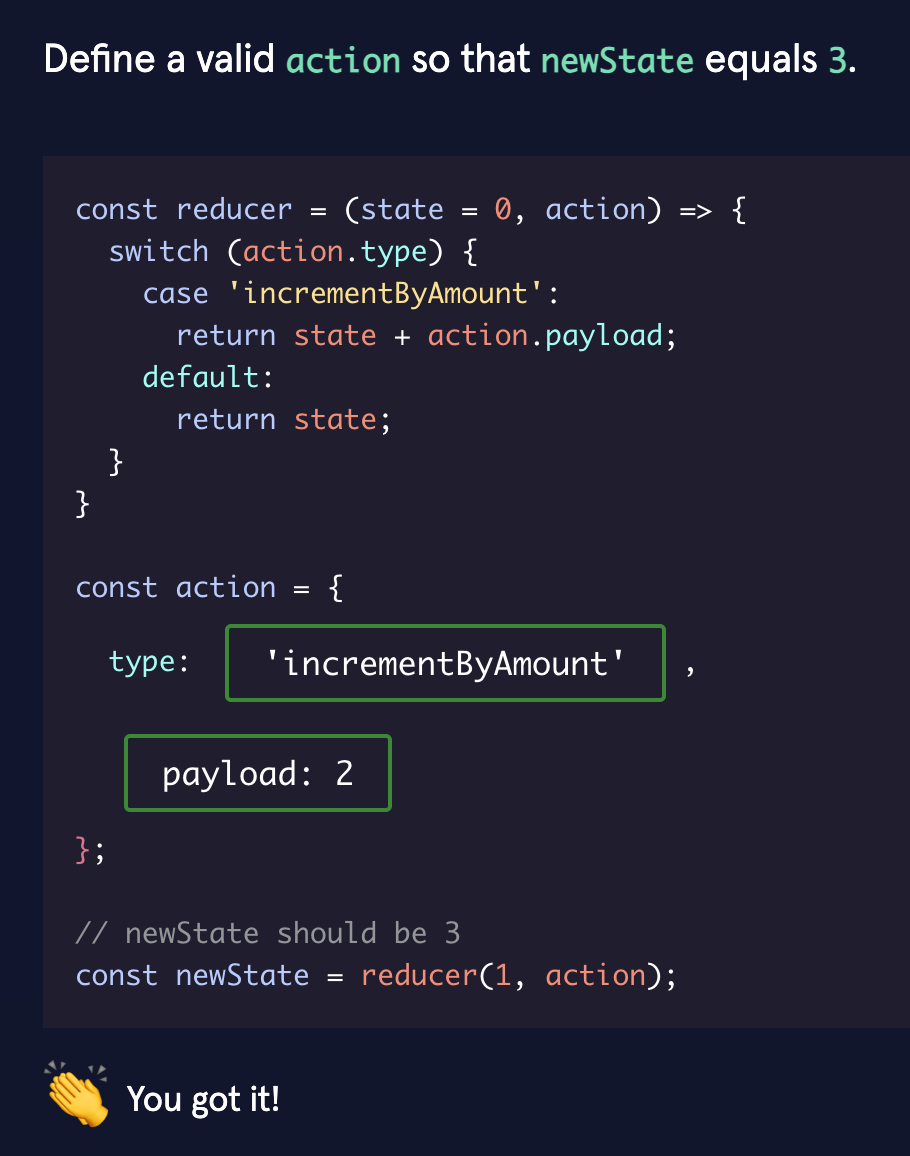 Define a valid action so that newState equals 3.
const reducer = (state = 0, action) => {
  switch (action.type) {
    case 'incrementByAmount':
      return state + action.payload;
    default:
      return state;
  }
}
const action = {
  type: 'incrementByAmount' ,
   payload: 2
};
// newState should be 3
const newState = reducer(1, action);
You got it!